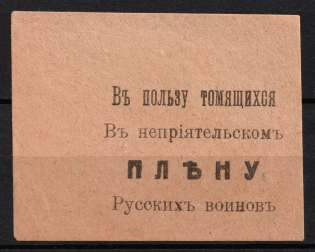 Въ пользу томящихся
Въ непріятельскомъ
ПЛѢНУ
Русскихъ воиновъ